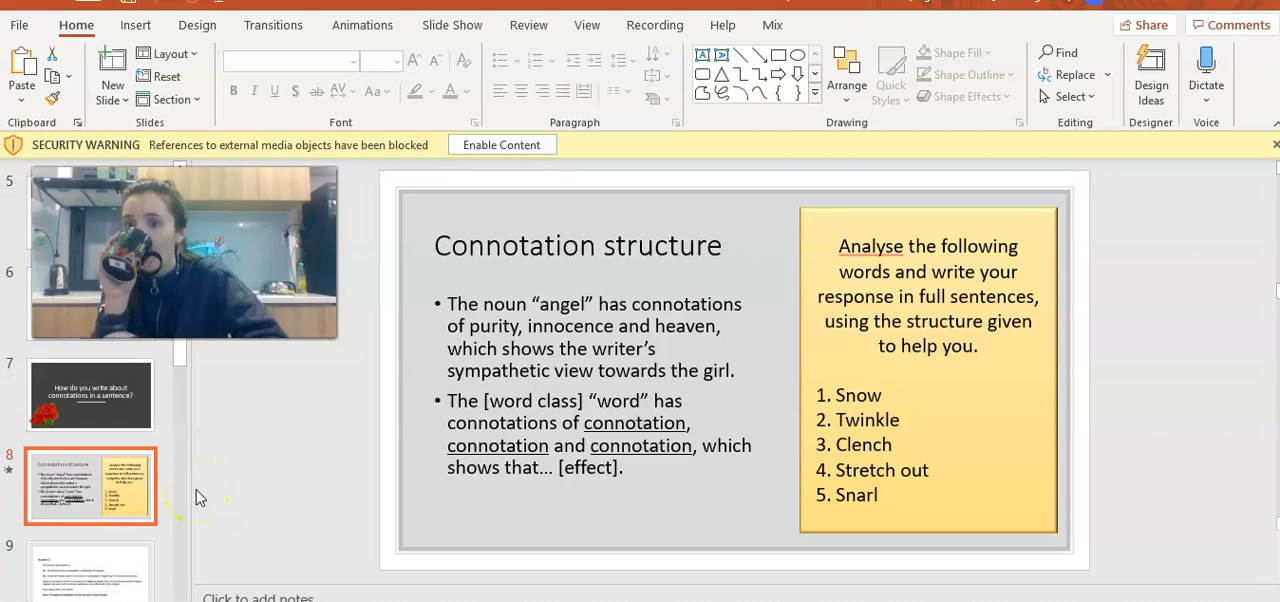 File Home Insert Design Transitions Animations Slide Show Review View Recording Help Mix Share Comments
Paste
Clipboard
New
Slide
Layout
Reset
Section
Slides
B I U S ab AV Aa A
A A A
Font
Paragraph
Arrange
Quick
Styles
Shape Fill
Shape Outline
Shape Effects
Drawing
Find
Replace
Select
Editing
Design
Ideas
Designer
Dictate
Voice
SECURITY WARNING References to external media objects have been blocked Enable Content
5
6
7
How do you write about
connotations in a sentence?
8
Connotation structure
9
Connotation structure
• The noun “angel” has connotations
of purity, innocence and heaven,
which shows the writer’s
sympathetic view towards the girl.
• The [word class] “word” has
connotations of connotation,
connotation and connotation, which
shows that… [effect].
Analyse the following
words and write your
response in full sentences,
using the structure given
to help you.
1. Snow
2. Twinkle
3. Clench
4. Stretch out
5. Snarl
Click to add notes